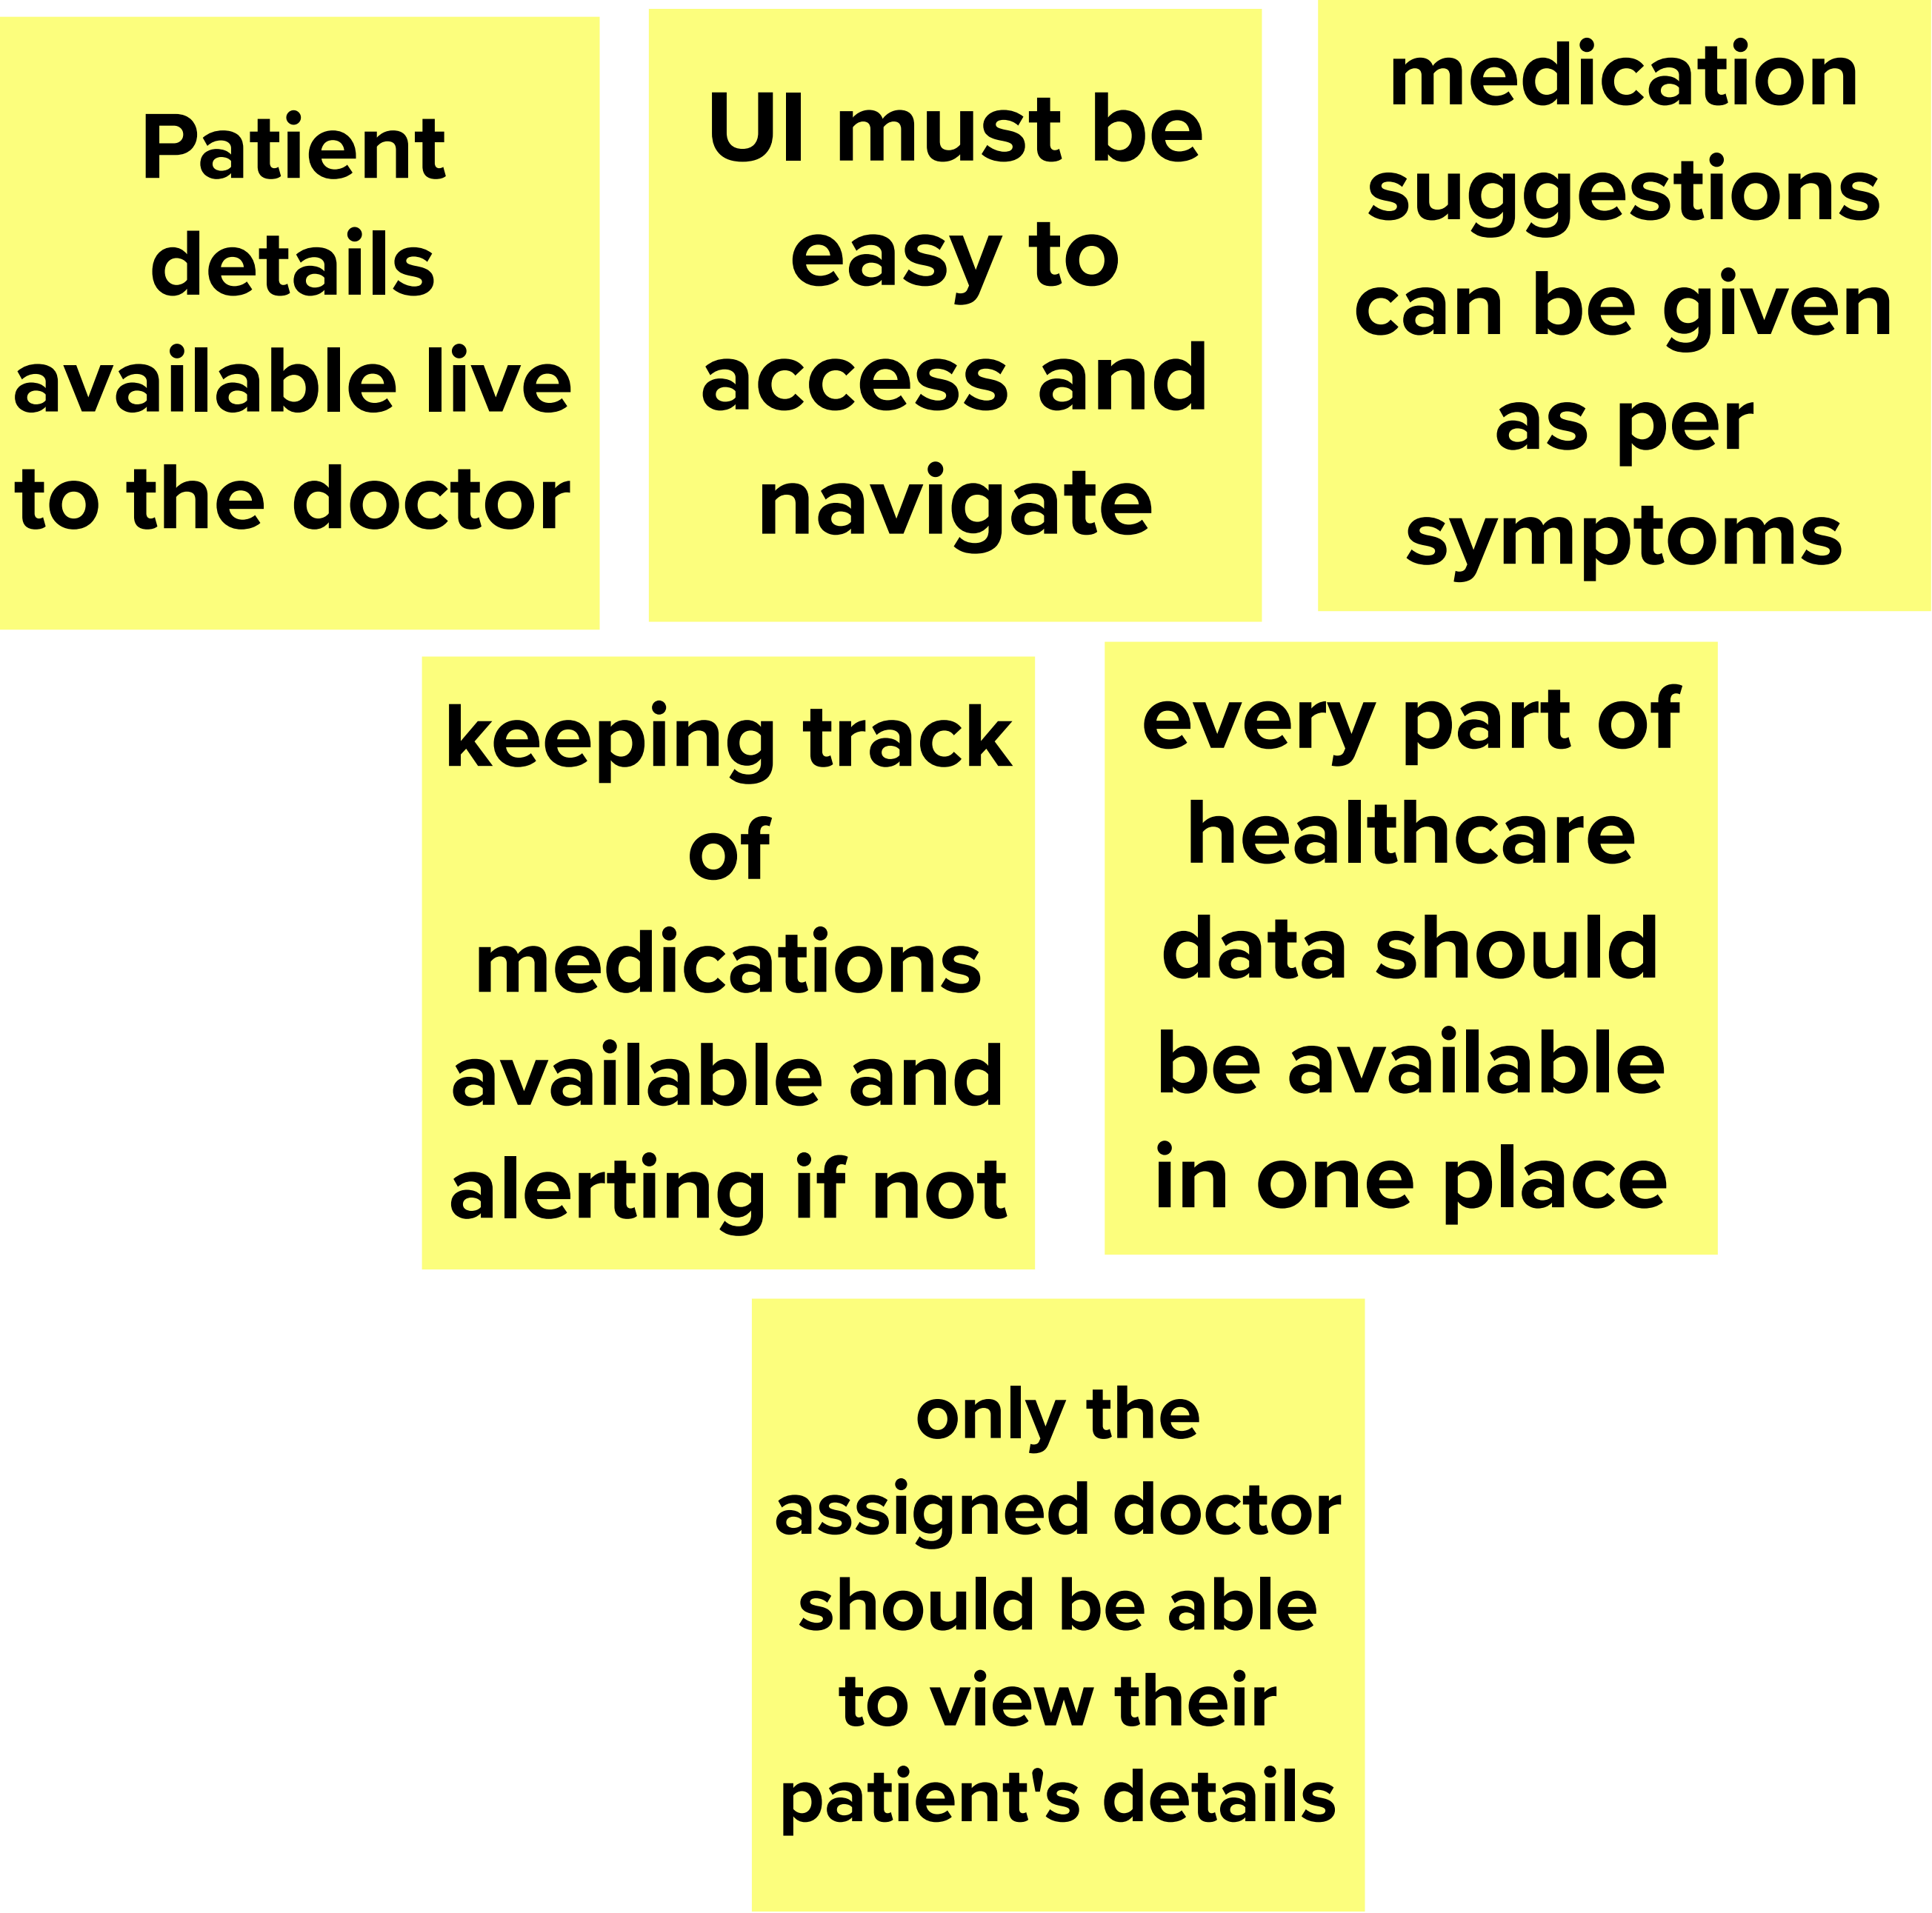 Patient
details
available live
to the doctor
UI must be
easy to
access and
navigate
medication
suggestions
can be given
as per
symptoms
keeping track
of
medications
available and
alerting if not
every part of
healthcare
data should
be available
in one place
only the
assigned doctor
should be able
to view their
patient's details